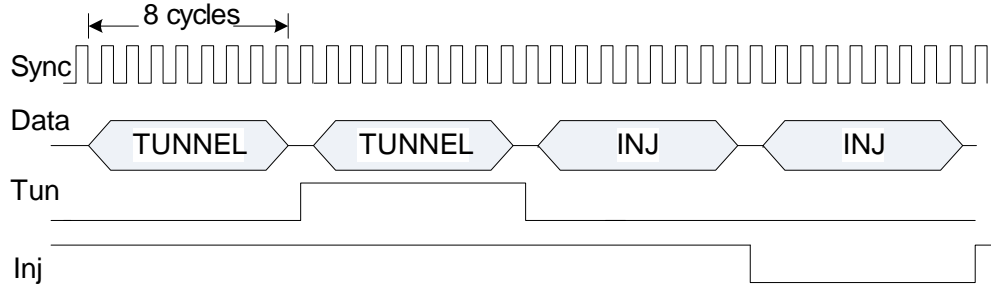 8 cycles
Sync
Data
TUNNEL TUNNEL INJ INJ
Tun
Inj